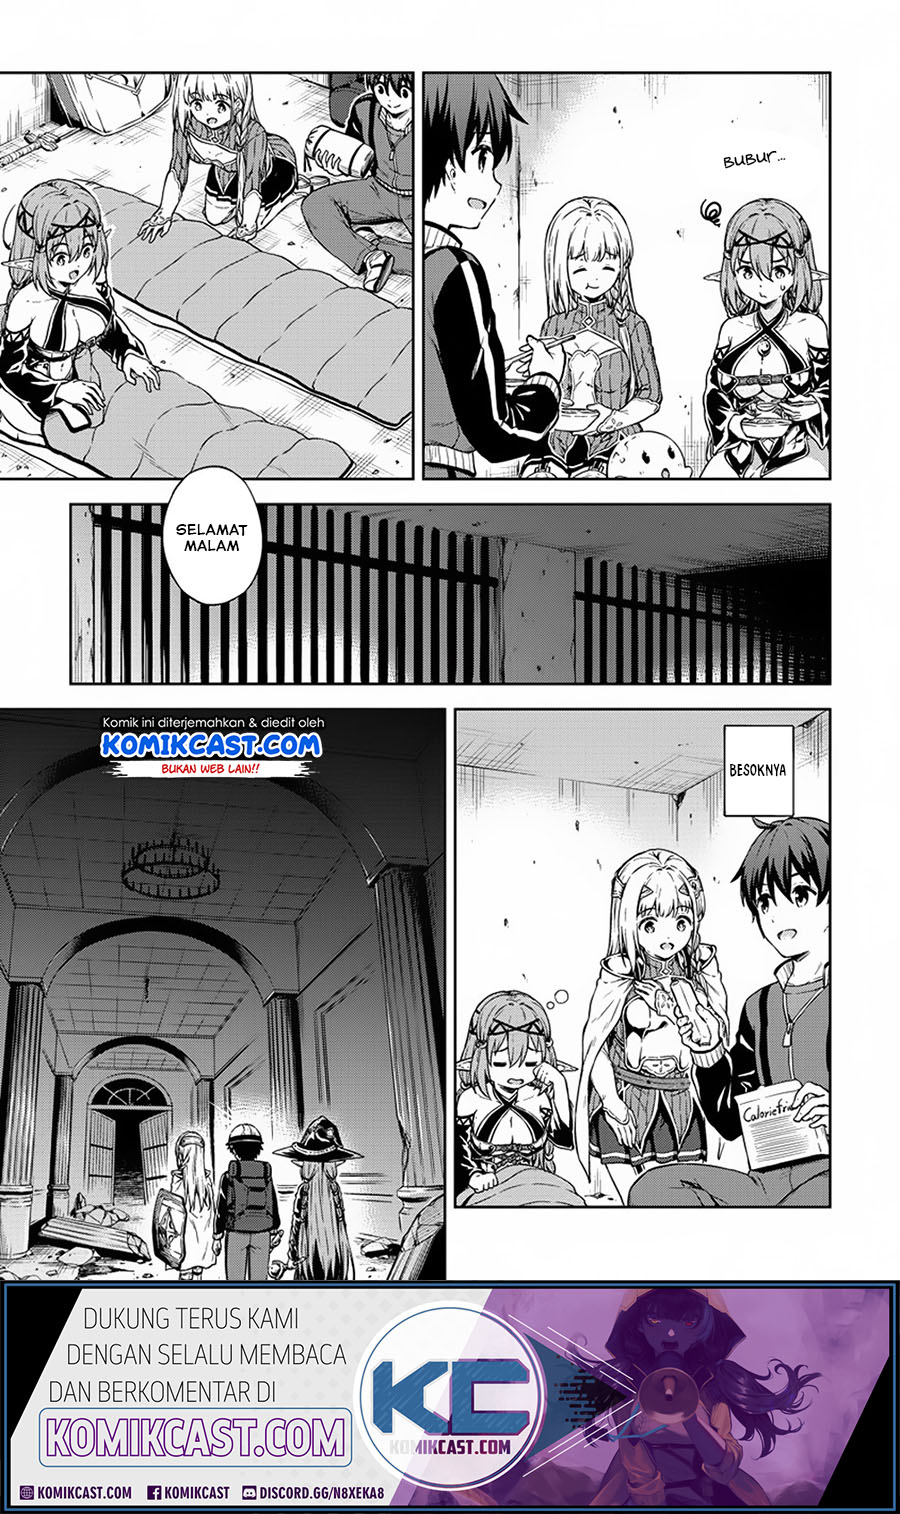 BUBUR...
SELAMAT
MALAM
BESOKNYA
Caloriefri
Komik ini diterjemahkan & diedit oleh
KOMIKCAST.COM
BUKAN WEB LAIN!!
DUKUNG TERUS KAMI
DENGAN SELALU MEMBACA
DAN BERKOMENTAR DI
KOMIKCAST.COM
KC
KOMIKCAST.COM
KOMIKCAST.COM
KOMIKCAST
DISCORD.GG/N8XEKA8